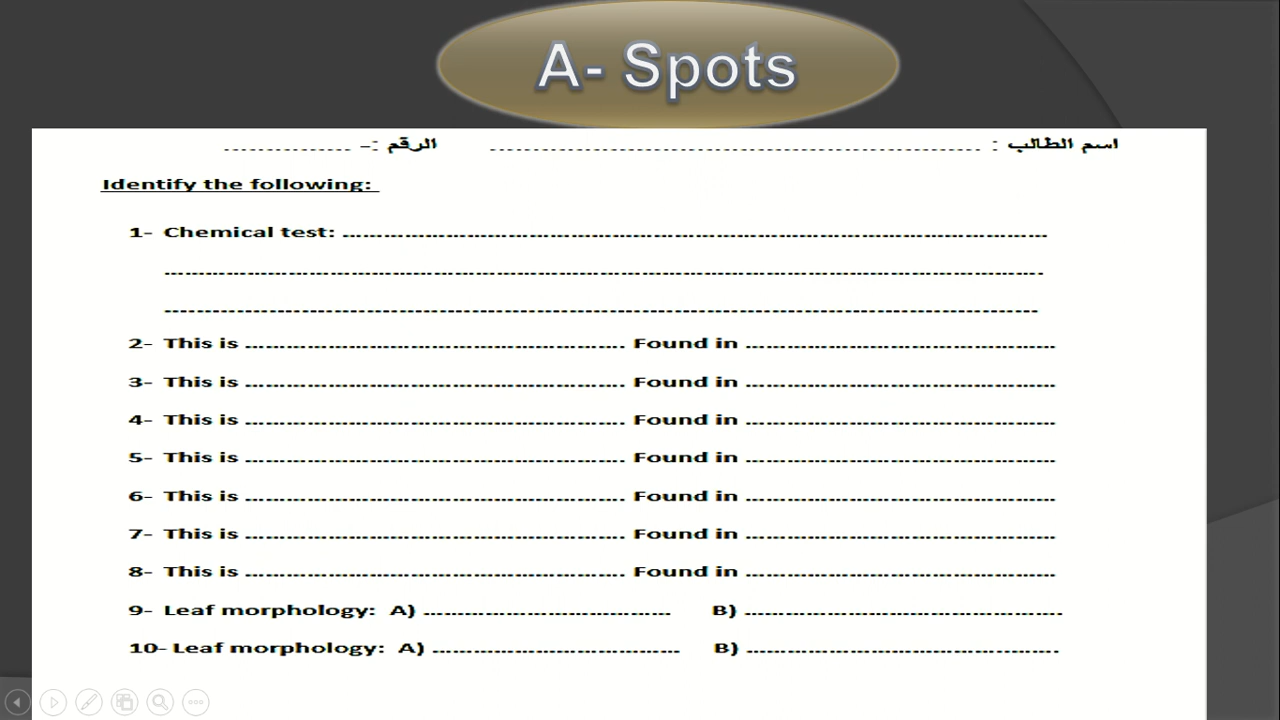 A- Spots
اسم الطالب : ........................................................ الرقم :- ..............
Identify the following:
1- Chemical test: ................................................................................
....................................................................................................
....................................................................................................
2- This is ............................................. Found in .....................................
3- This is ............................................. Found in .....................................
4- This is ............................................. Found in .....................................
5- This is ............................................. Found in .....................................
6- This is ............................................. Found in .....................................
7- This is ............................................. Found in .....................................
8- This is ............................................. Found in .....................................
9- Leaf morphology: A) .............................. B) ......................................
10- Leaf morphology: A) .............................. B) ......................................